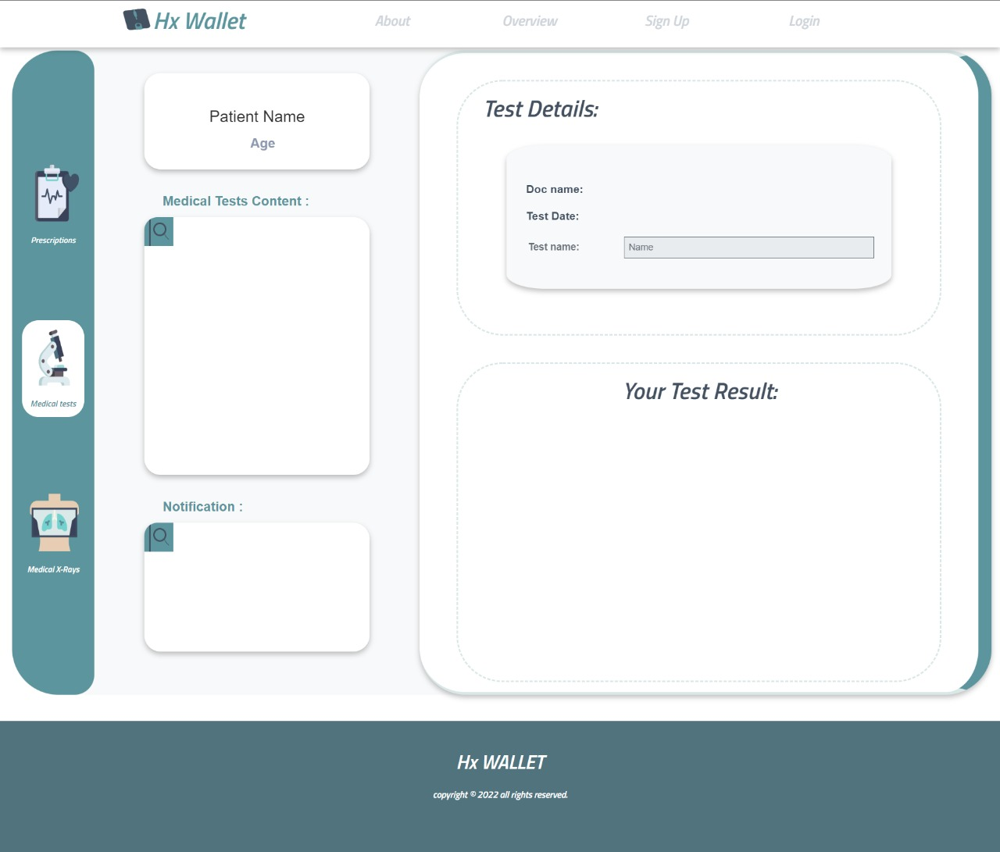 Hx Wallet
About
Overview
Sign Up
Login
Prescriptions
Medical tests
Medical X-Rays
Patient Name
Age
Medical Tests Content :
Notification :
Test Details:
Doc name:
Test Date:
Test name:
Name
Your Test Result:
Hx WALLET
copyright © 2022 all rights reserved.